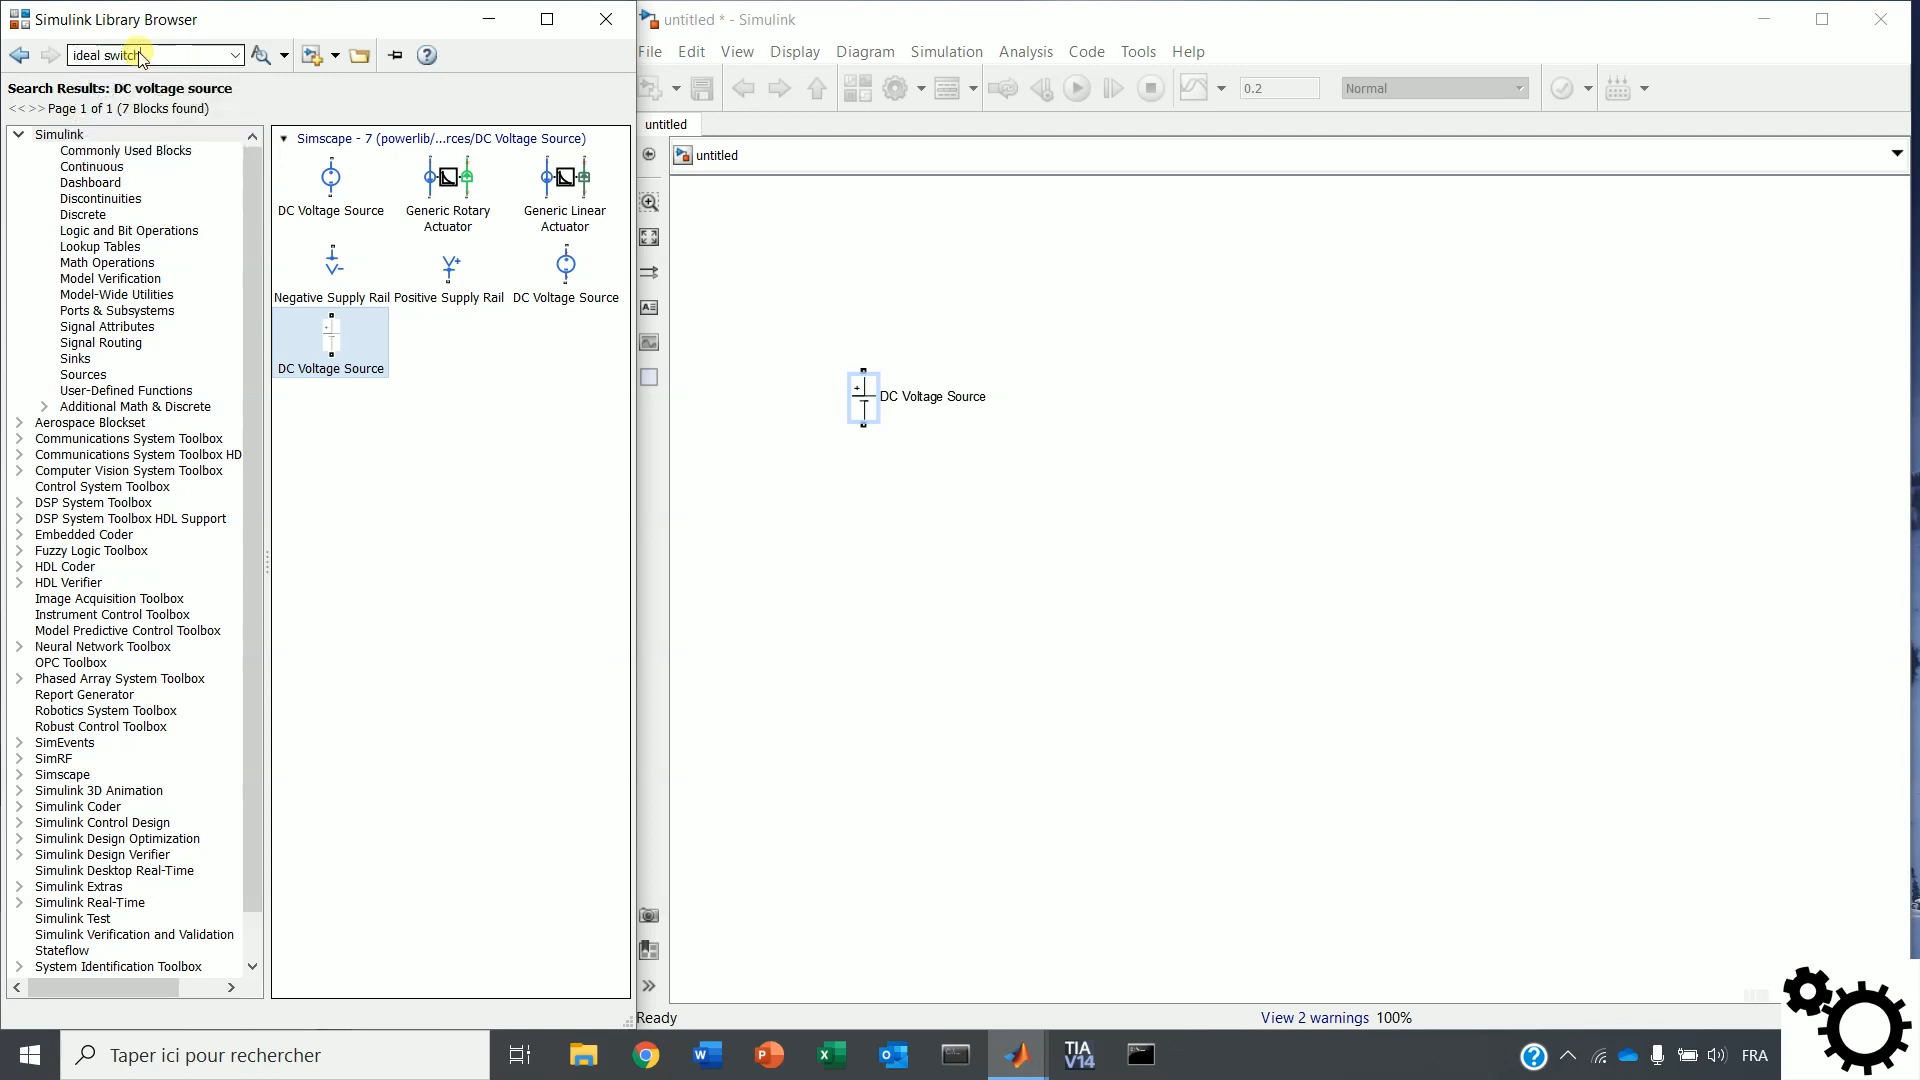 Simulink Library Browser
ideal switch
Search Results: DC voltage source
<< >> Page 1 of 1 (7 Blocks found)
Simulink
Commonly Used Blocks
Continuous
Dashboard
Discontinuities
Discrete
Logic and Bit Operations
Lookup Tables
Math Operations
Model Verification
Model-Wide Utilities
Ports & Subsystems
Signal Attributes
Signal Routing
Sinks
Sources
User-Defined Functions
Additional Math & Discrete
Aerospace Blockset
Communications System Toolbox
Communications System Toolbox HD
Computer Vision System Toolbox
Control System Toolbox
DSP System Toolbox
DSP System Toolbox HDL Support
Embedded Coder
Fuzzy Logic Toolbox
HDL Coder
HDL Verifier
Image Acquisition Toolbox
Instrument Control Toolbox
Model Predictive Control Toolbox
Neural Network Toolbox
OPC Toolbox
Phased Array System Toolbox
Report Generator
Robotics System Toolbox
Robust Control Toolbox
SimEvents
SimRF
Simscape
Simulink 3D Animation
Simulink Coder
Simulink Control Design
Simulink Design Optimization
Simulink Design Verifier
Simulink Desktop Real-Time
Simulink Extras
Simulink Real-Time
Simulink Test
Simulink Verification and Validation
Stateflow
System Identification Toolbox
Simscape - 7 (powerlib/...rces/DC Voltage Source)
DC Voltage Source
Generic Rotary
Actuator
Generic Linear
Actuator
Negative Supply Rail
Positive Supply Rail
DC Voltage Source
DC Voltage Source
untitled * - Simulink
File Edit View Display Diagram Simulation Analysis Code Tools Help
0.2
Normal
untitled
untitled
DC Voltage Source
Ready
View 2 warnings 100%
Taper ici pour rechercher
TIA
V14
FRA